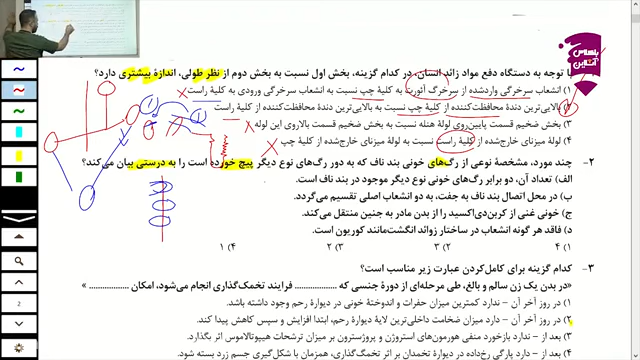 پلاس آنلاین
با توجه به دستگاه دفع مواد زائد انسان، در کدام گزینه، بخش اول نسبت به بخش دوم از نظر طولی، اندازهٔ بیشتری دارد؟
۱) انشعاب سرخرگی واردشده از سرخرگ آئورت به کلیهٔ چپ نسبت به انشعاب سرخرگی ورودی به کلیهٔ راست
بالایی‌ترین دندهٔ محافظت‌کننده از کلیهٔ چپ نسبت به بالایی‌ترین دندهٔ محافظت‌کننده از کلیهٔ راست
۳) بخش ضخیم قسمت پایین‌روی لولهٔ هنله نسبت به بخش ضخیم قسمت بالاروی این لوله
۴) لولهٔ میزنای خارج‌شده از کلیهٔ راست نسبت به لولهٔ میزنای خارج‌شده از کلیهٔ چپ
۲- چند مورد، مشخصهٔ نوعی از رگ‌های خونی بند ناف که به دور رگ‌های نوع دیگر پیچ خورده است را به درستی بیان می‌کند؟
الف) تعداد آن، دو برابر رگ‌های خونی نوع دیگر موجود در بند ناف است.
ب) در محل اتصال بند ناف به جفت، به دو انشعاب اصلی تقسیم می‌گردد.
ج) خونی غنی از کربن‌دی‌اکسید را از بدن مادر به جنین منتقل می‌کند.
د) فاقد هر گونه انشعاب در ساختار زوائد انگشت‌مانند کوریون است.
۱) ۴ ۲) ۳ ۳) ۲ ۴) ۱
۳- کدام گزینه برای کامل‌کردن عبارت زیر مناسب است؟
«در بدن یک زن سالم و بالغ، طی مرحله‌ای از دورهٔ جنسی که .................. فرایند تخمک‌گذاری انجام می‌شود، امکان .................. »
۱) در روز آخر آن – ندارد کمترین میزان حفرات و اندوختهٔ خونی در دیوارهٔ رحم وجود داشته باشد.
۲) در روز آخر آن – دارد میزان ضخامت داخلی‌ترین لایهٔ دیوارهٔ رحم، ابتدا افزایش و سپس کاهش پیدا کند.
۳) بعد از – ندارد بازخورد منفی هورمون‌های استروژن و پروژسترون بر میزان ترشحات هیپوتالاموس اثر بگذارد.
۴) بعد از – دارد پارگی رخ‌داده در دیوارهٔ تخمدان بر اثر تخمک‌گذاری، همزمان با شکل‌گیری جسم زرد بسته شود.